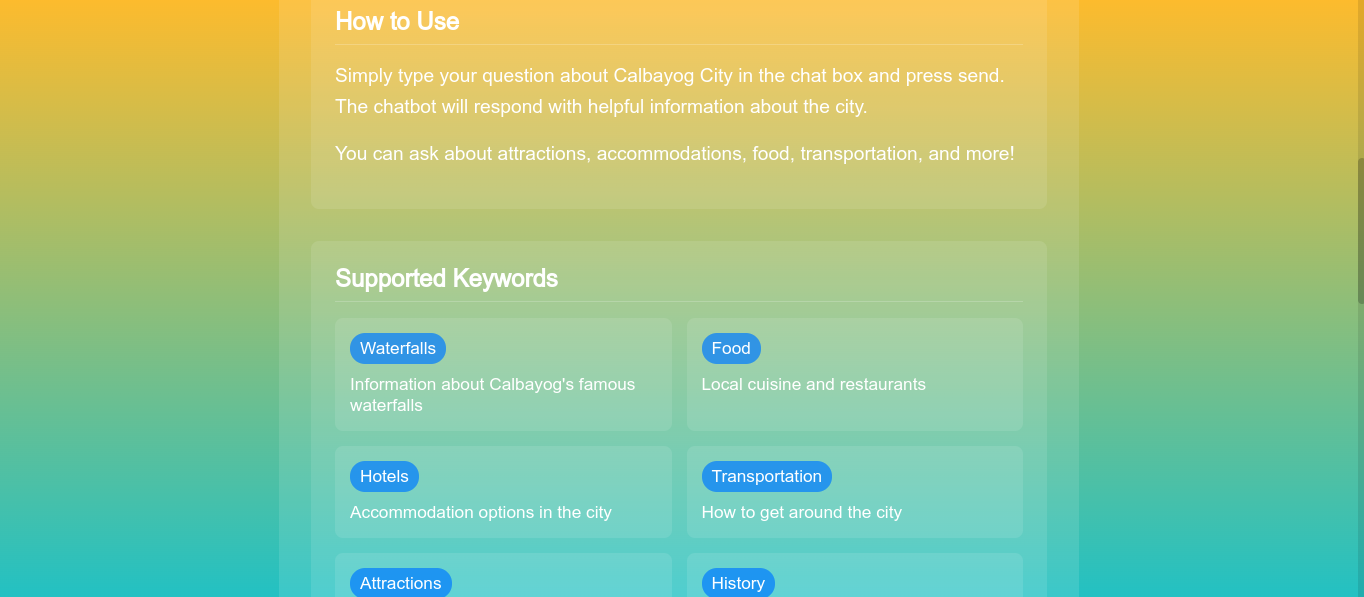 How to Use
Simply type your question about Calbayog City in the chat box and press send.
The chatbot will respond with helpful information about the city.
You can ask about attractions, accommodations, food, transportation, and more!
Supported Keywords
Waterfalls
Information about Calbayog's famous
waterfalls
Food
Local cuisine and restaurants
Hotels
Accommodation options in the city
Transportation
How to get around the city
Attractions
History